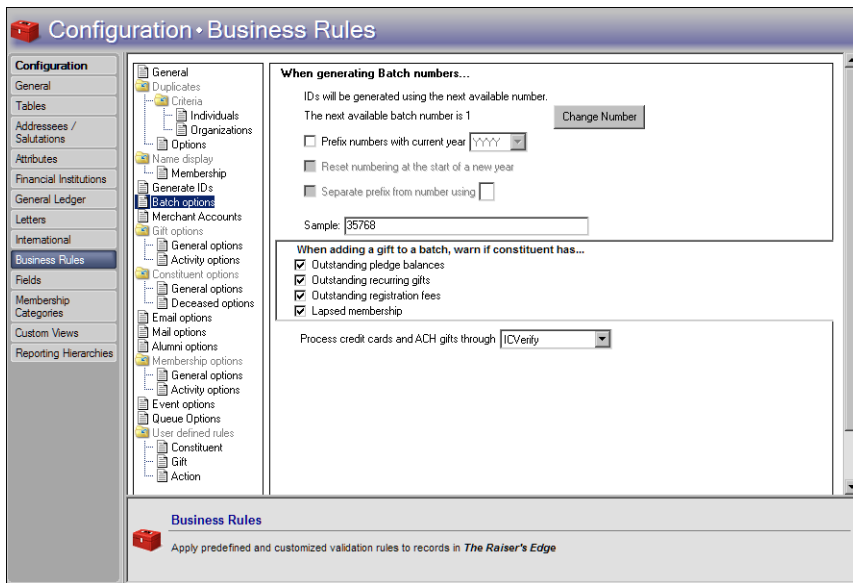 Configuration • Business Rules
Configuration
General
Tables
Addressees /
Salutations
Attributes
Financial Institutions
General Ledger
Letters
International
Business Rules
Fields
Membership
Categories
Custom Views
Reporting Hierarchies
General
Duplicates
Criteria
Individuals
Organizations
Options
Name display
Membership
Generate IDs
Batch options
Merchant Accounts
Gift options
General options
Activity options
Constituent options
General options
Deceased options
Email options
Mail options
Alumni options
Membership options
General options
Activity options
Event options
Queue Options
User defined rules
Constituent
Gift
Action
When generating Batch numbers...
IDs will be generated using the next available number.
The next available batch number is 1
Change Number
Prefix numbers with current year YYYY
Reset numbering at the start of a new year
Separate prefix from number using
Sample: 35768
When adding a gift to a batch, warn if constituent has...
Outstanding pledge balances
Outstanding recurring gifts
Outstanding registration fees
Lapsed membership
Process credit cards and ACH gifts through ICVerify
Business Rules
Apply predefined and customized validation rules to records in The Raiser's Edge